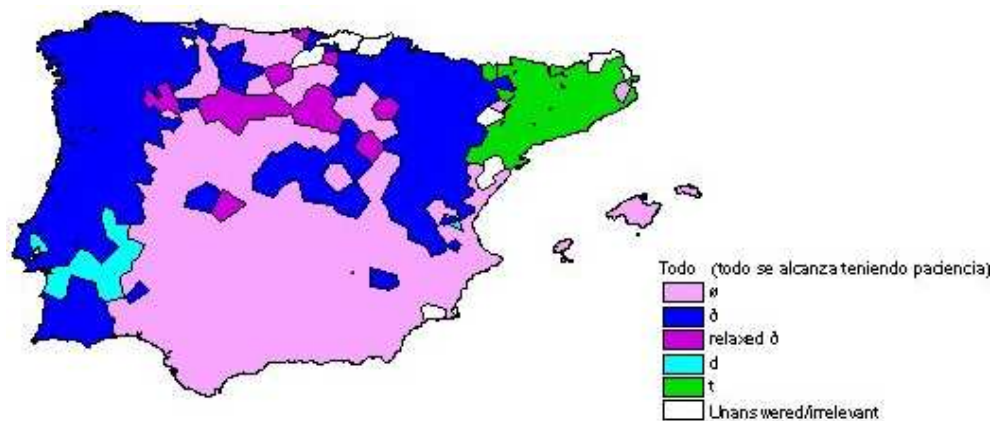 Todo (todo se alcanza teniendo paciencia)
ø
ð
relaxed ð
d
t
Unanswered/irrelevant